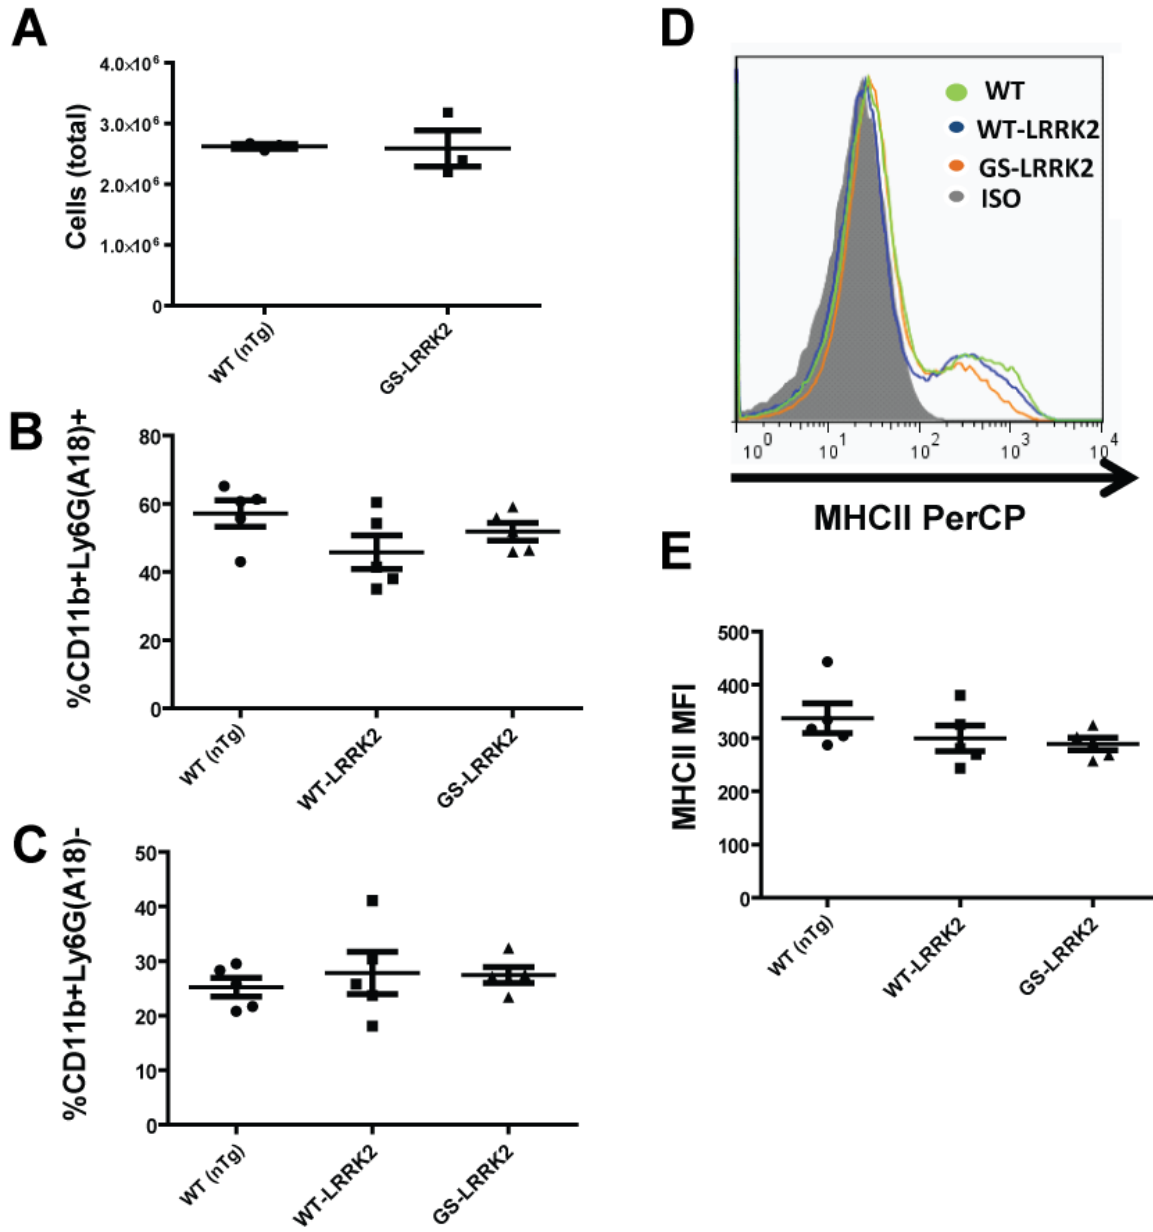 A
Cells (total)
4.0×10⁶
3.0×10⁶
2.0×10⁶
1.0×10⁶
0
WT (nTg)
GS-LRRK2
B
%CD11b+Ly6G(A18)+
80
60
40
20
0
WT (nTg)
WT-LRRK2
GS-LRRK2
C
%CD11b+Ly6G(A18)-
50
40
30
20
10
0
WT (nTg)
WT-LRRK2
GS-LRRK2
D
WT
WT-LRRK2
GS-LRRK2
ISO
10⁰ 10¹ 10² 10³ 10⁴
MHCII PerCP
E
MHCII MFI
500
400
300
200
100
0
WT (nTg)
WT-LRRK2
GS-LRRK2